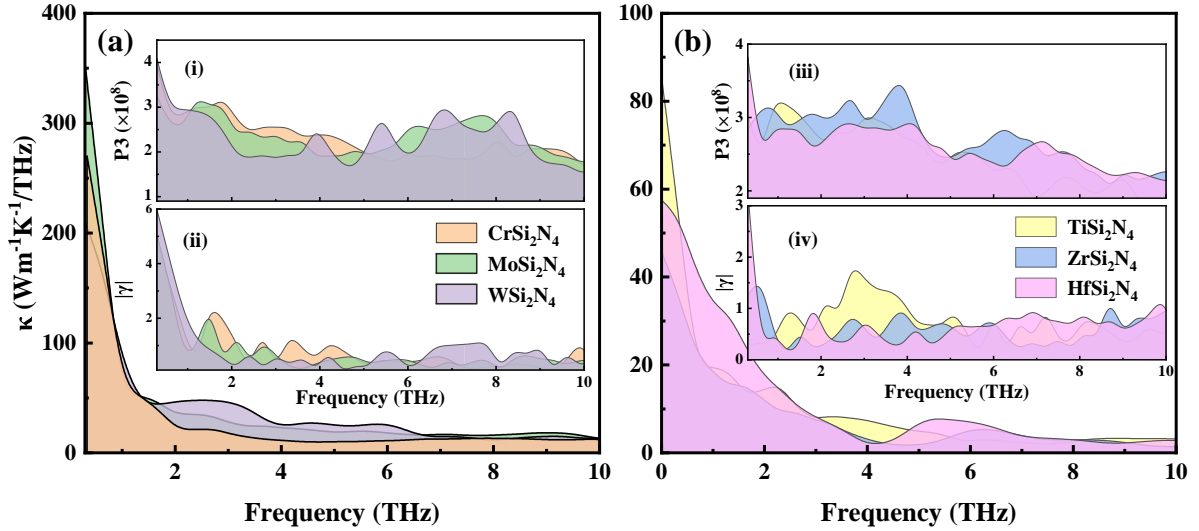 (a)
κ (Wm⁻¹K⁻¹/THz)
400
300
200
100
0
2
4
6
8
10
Frequency (THz)
(i)
P3 (×10⁸)
4
3
2
1
(ii)
|γ|
6
4
2
2
4
6
8
10
Frequency (THz)
CrSi₂N₄
MoSi₂N₄
WSi₂N₄
(b)
100
80
60
40
20
0
0
2
4
6
8
10
Frequency (THz)
(iii)
P3 (×10⁸)
4
3
2
(iv)
|γ|
3
2
1
0
2
4
6
8
10
Frequency (THz)
TiSi₂N₄
ZrSi₂N₄
HfSi₂N₄